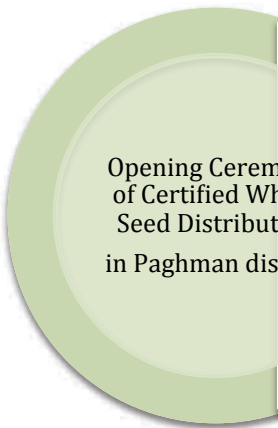 Opening Cerem
of Certified Wh
Seed Distribut
in Paghman dis